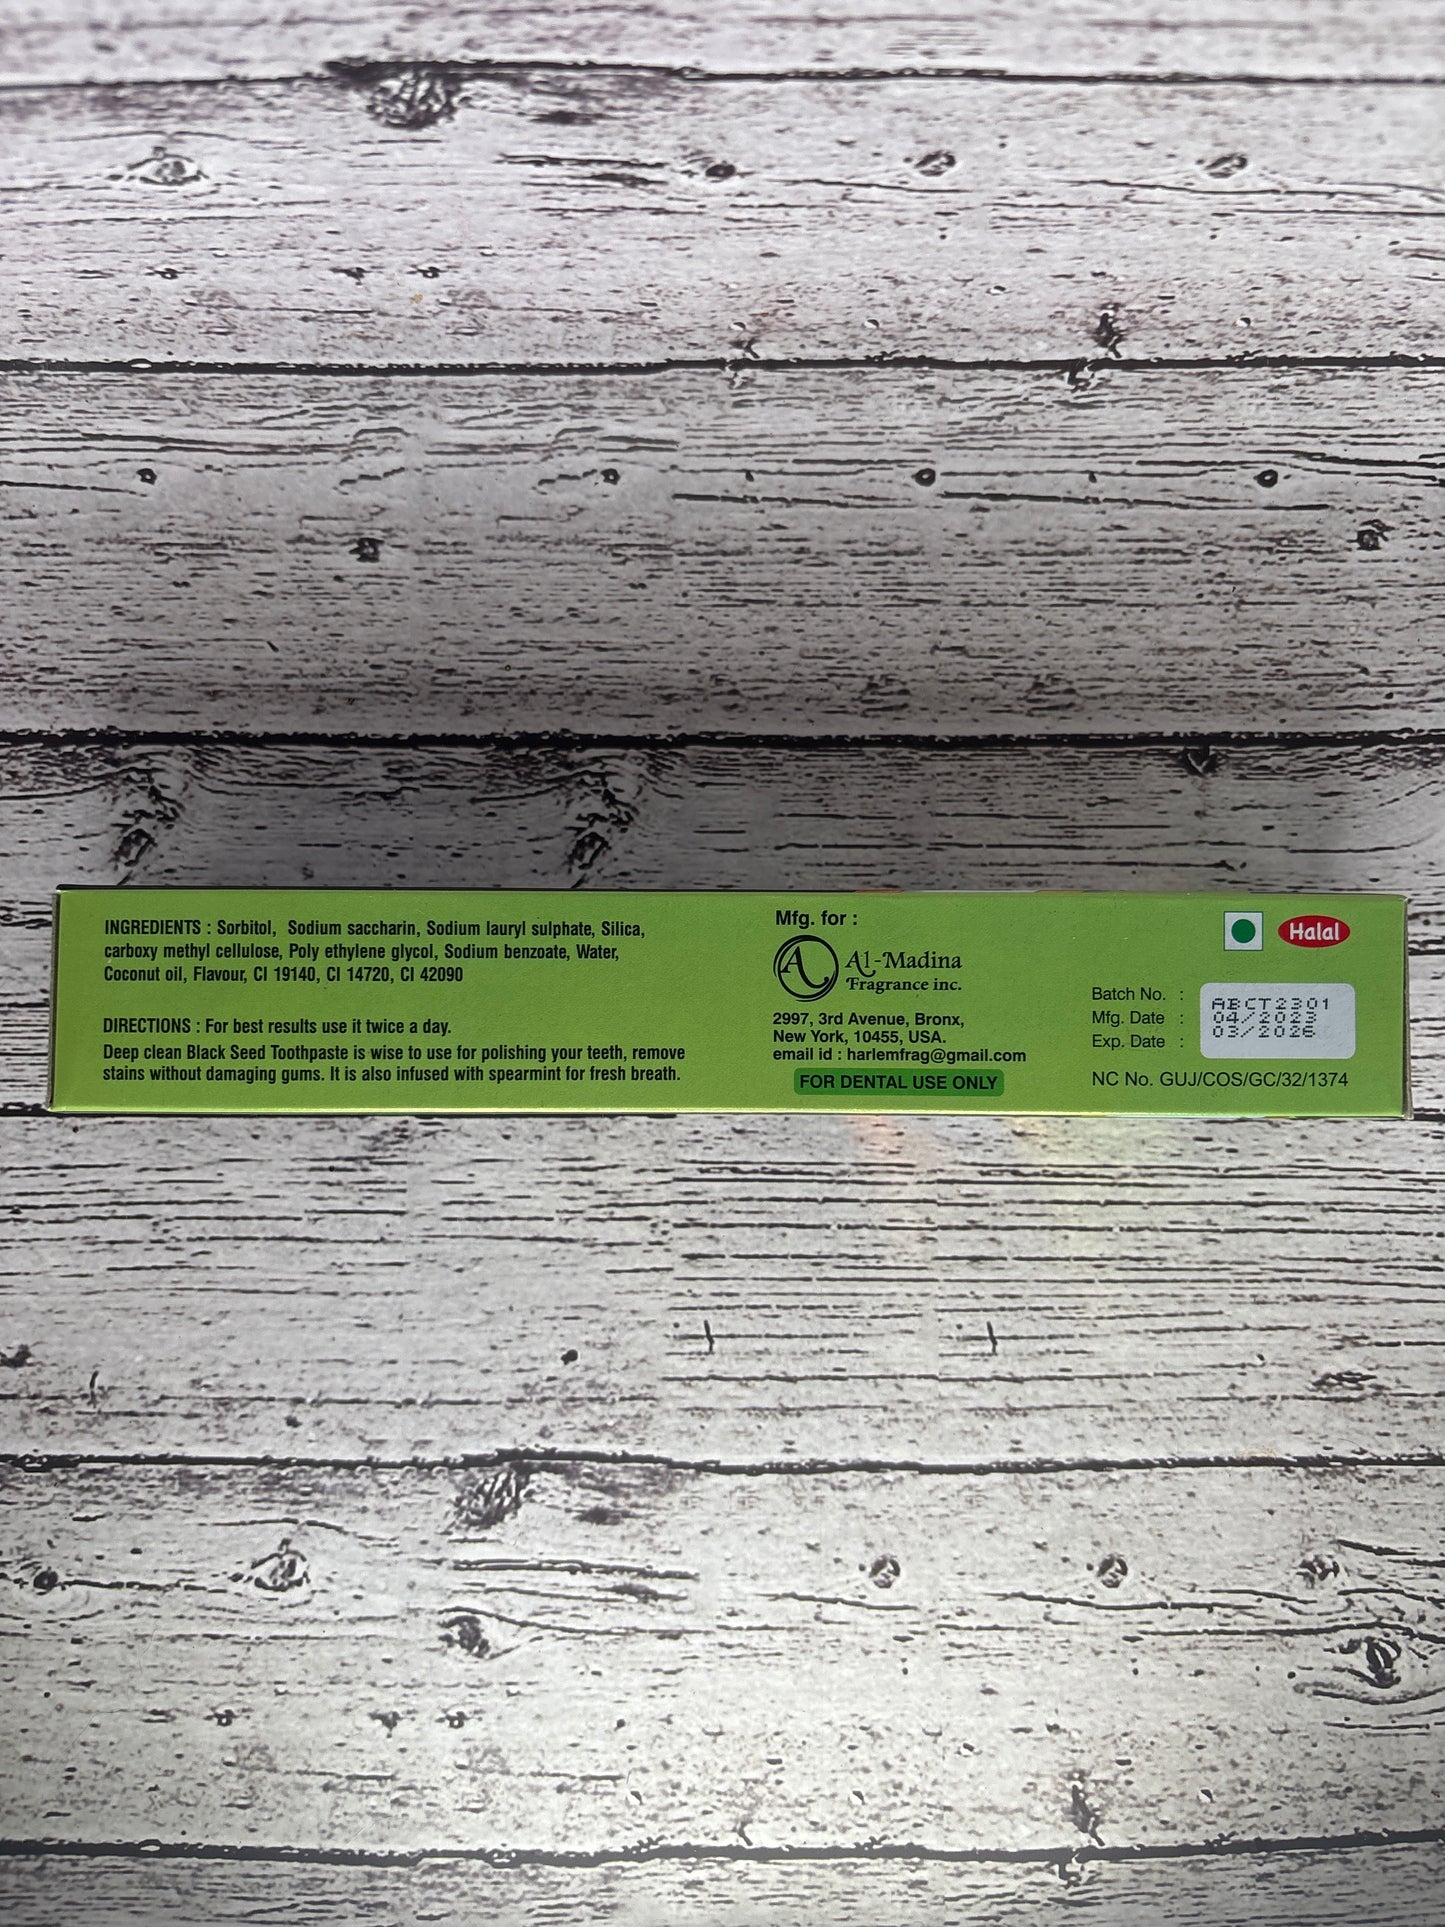 INGREDIENTS : Sorbitol, Sodium saccharin, Sodium lauryl sulphate, Silica,
carboxy methyl cellulose, Poly ethylene glycol, Sodium benzoate, Water,
Coconut oil, Flavour, CI 19140, CI 14720, CI 42090
DIRECTIONS : For best results use it twice a day.
Deep clean Black Seed Toothpaste is wise to use for polishing your teeth, remove
stains without damaging gums. It is also infused with spearmint for fresh breath.
Mfg. for :
A
Al-Madina
Fragrance inc.
2997, 3rd Avenue, Bronx,
New York, 10455, USA.
email id : harlemfrag@gmail.com
FOR DENTAL USE ONLY
Halal
Batch No. : ABCT2301
Mfg. Date : 04/2023
Exp. Date : 03/2026
NC No. GUJ/COS/GC/32/1374